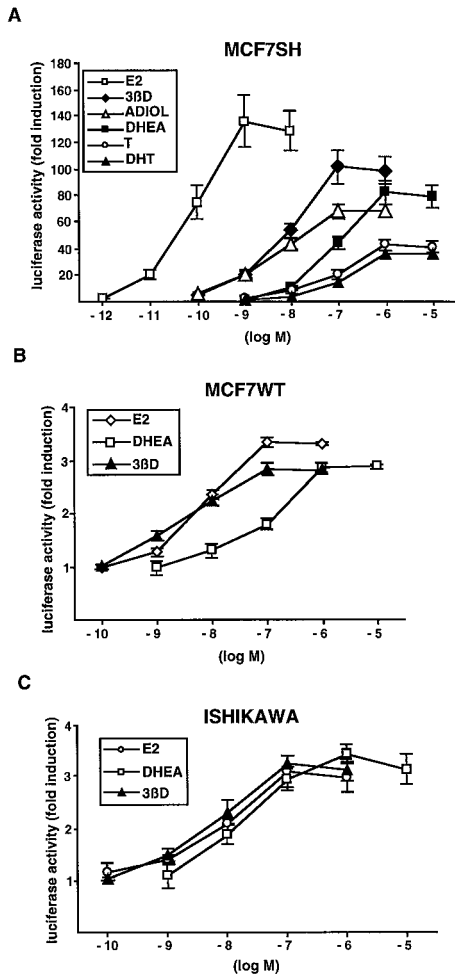 A
MCF7SH
luciferase activity (fold induction)
180
160
140
120
100
80
60
40
20
E2
3ßD
ADIOL
DHEA
T
DHT
-12 -11 -10 -9 -8 -7 -6 -5
(log M)
B
MCF7WT
luciferase activity (fold induction)
4
3
2
1
E2
DHEA
3ßD
-10 -9 -8 -7 -6 -5
(log M)
C
ISHIKAWA
luciferase activity (fold induction)
4
3
2
1
E2
DHEA
3ßD
-10 -9 -8 -7 -6 -5
(log M)